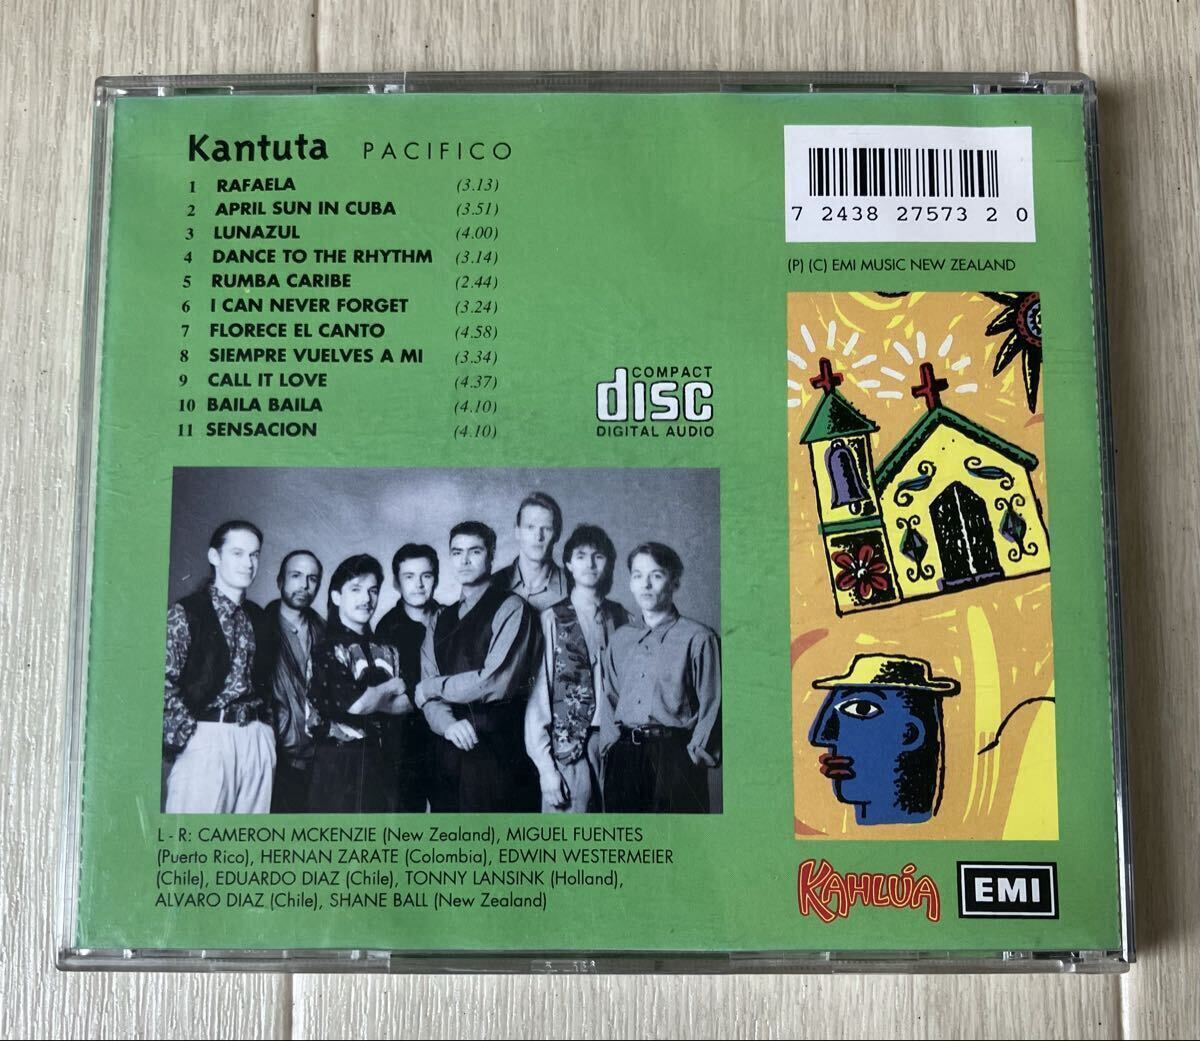 Kantuta PACIFICO
1 RAFAELA (3.13)
2 APRIL SUN IN CUBA (3.51)
3 LUNAZUL (4.00)
4 DANCE TO THE RHYTHM (3.14)
5 RUMBA CARIBE (2.44)
6 I CAN NEVER FORGET (3.24)
7 FLORECE EL CANTO (4.58)
8 SIEMPRE VUELVES A MI (3.34)
9 CALL IT LOVE (4.37)
10 BAILA BAILA (4.10)
11 SENSACION (4.10)
COMPACT
disc
DIGITAL AUDIO
7 24382 75732 0
(P) (C) EMI MUSIC NEW ZEALAND
L - R: CAMERON MCKENZIE (New Zealand), MIGUEL FUENTES
(Puerto Rico), HERNAN ZARATE (Colombia), EDWIN WESTERMEIER
(Chile), EDUARDO DIAZ (Chile), TONNY LANSINK (Holland),
ALVARO DIAZ (Chile), SHANE BALL (New Zealand)
KAHLÚA
EMI